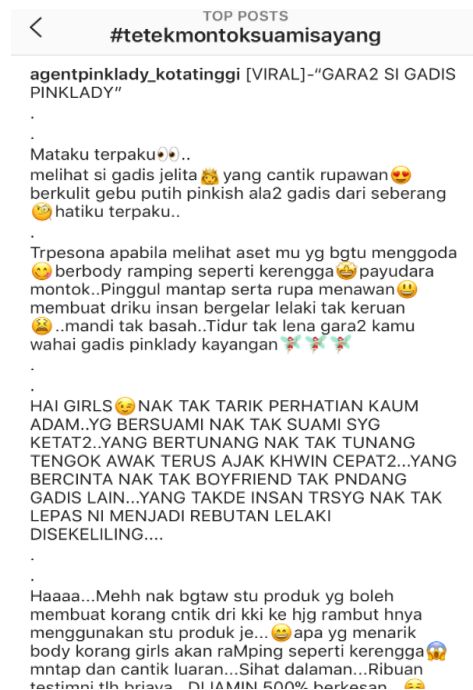 TOP POSTS
#tetekmontoksuamisayang
agentpinklady_kotatinggi [VIRAL]-“GARA2 SI GADIS
PINKLADY”
.
.
Mataku terpaku👀..
melihat si gadis jelita👸 yang cantik rupawan😍
berkulit gebu putih pinkish ala2 gadis dari seberang
🧐hatiku terpaku..
.
Trpesona apabila melihat aset mu yg bgtu menggoda
😋berbody ramping seperti kerengga🤩payudara
montok..Pinggul mantap serta rupa menawan😃
membuat driku insan bergelar lelaki tak keruan
😫..mandi tak basah..Tidur tak lena gara2 kamu
wahai gadis pinklady kayangan🧚🧚🧚
.
.
HAI GIRLS😉NAK TAK TARIK PERHATIAN KAUM
ADAM..YG BERSUAMI NAK TAK SUAMI SYG
KETAT2..YANG BERTUNANG NAK TAK TUNANG
TENGOK AWAK TERUS AJAK KHWIN CEPAT2...YANG
BERCINTA NAK TAK BOYFRIEND TAK PNDANG
GADIS LAIN...YANG TAKDE INSAN TRSYG NAK TAK
LEPAS NI MENJADI REBUTAN LELAKI
DISEKELILING....
.
.
Haaaa...Mehh nak bgtaw stu produk yg boleh
membuat korang cntik dri kki ke hjg rambut hnya
menggunakan stu produk je...😄apa yg menarik
body korang girls akan raMping seperti kerengga😱
mntap dan cantik luaran...Sihat dalaman...Ribuan
testimni tlh briaya...DIJAMIN 500% berkesan...